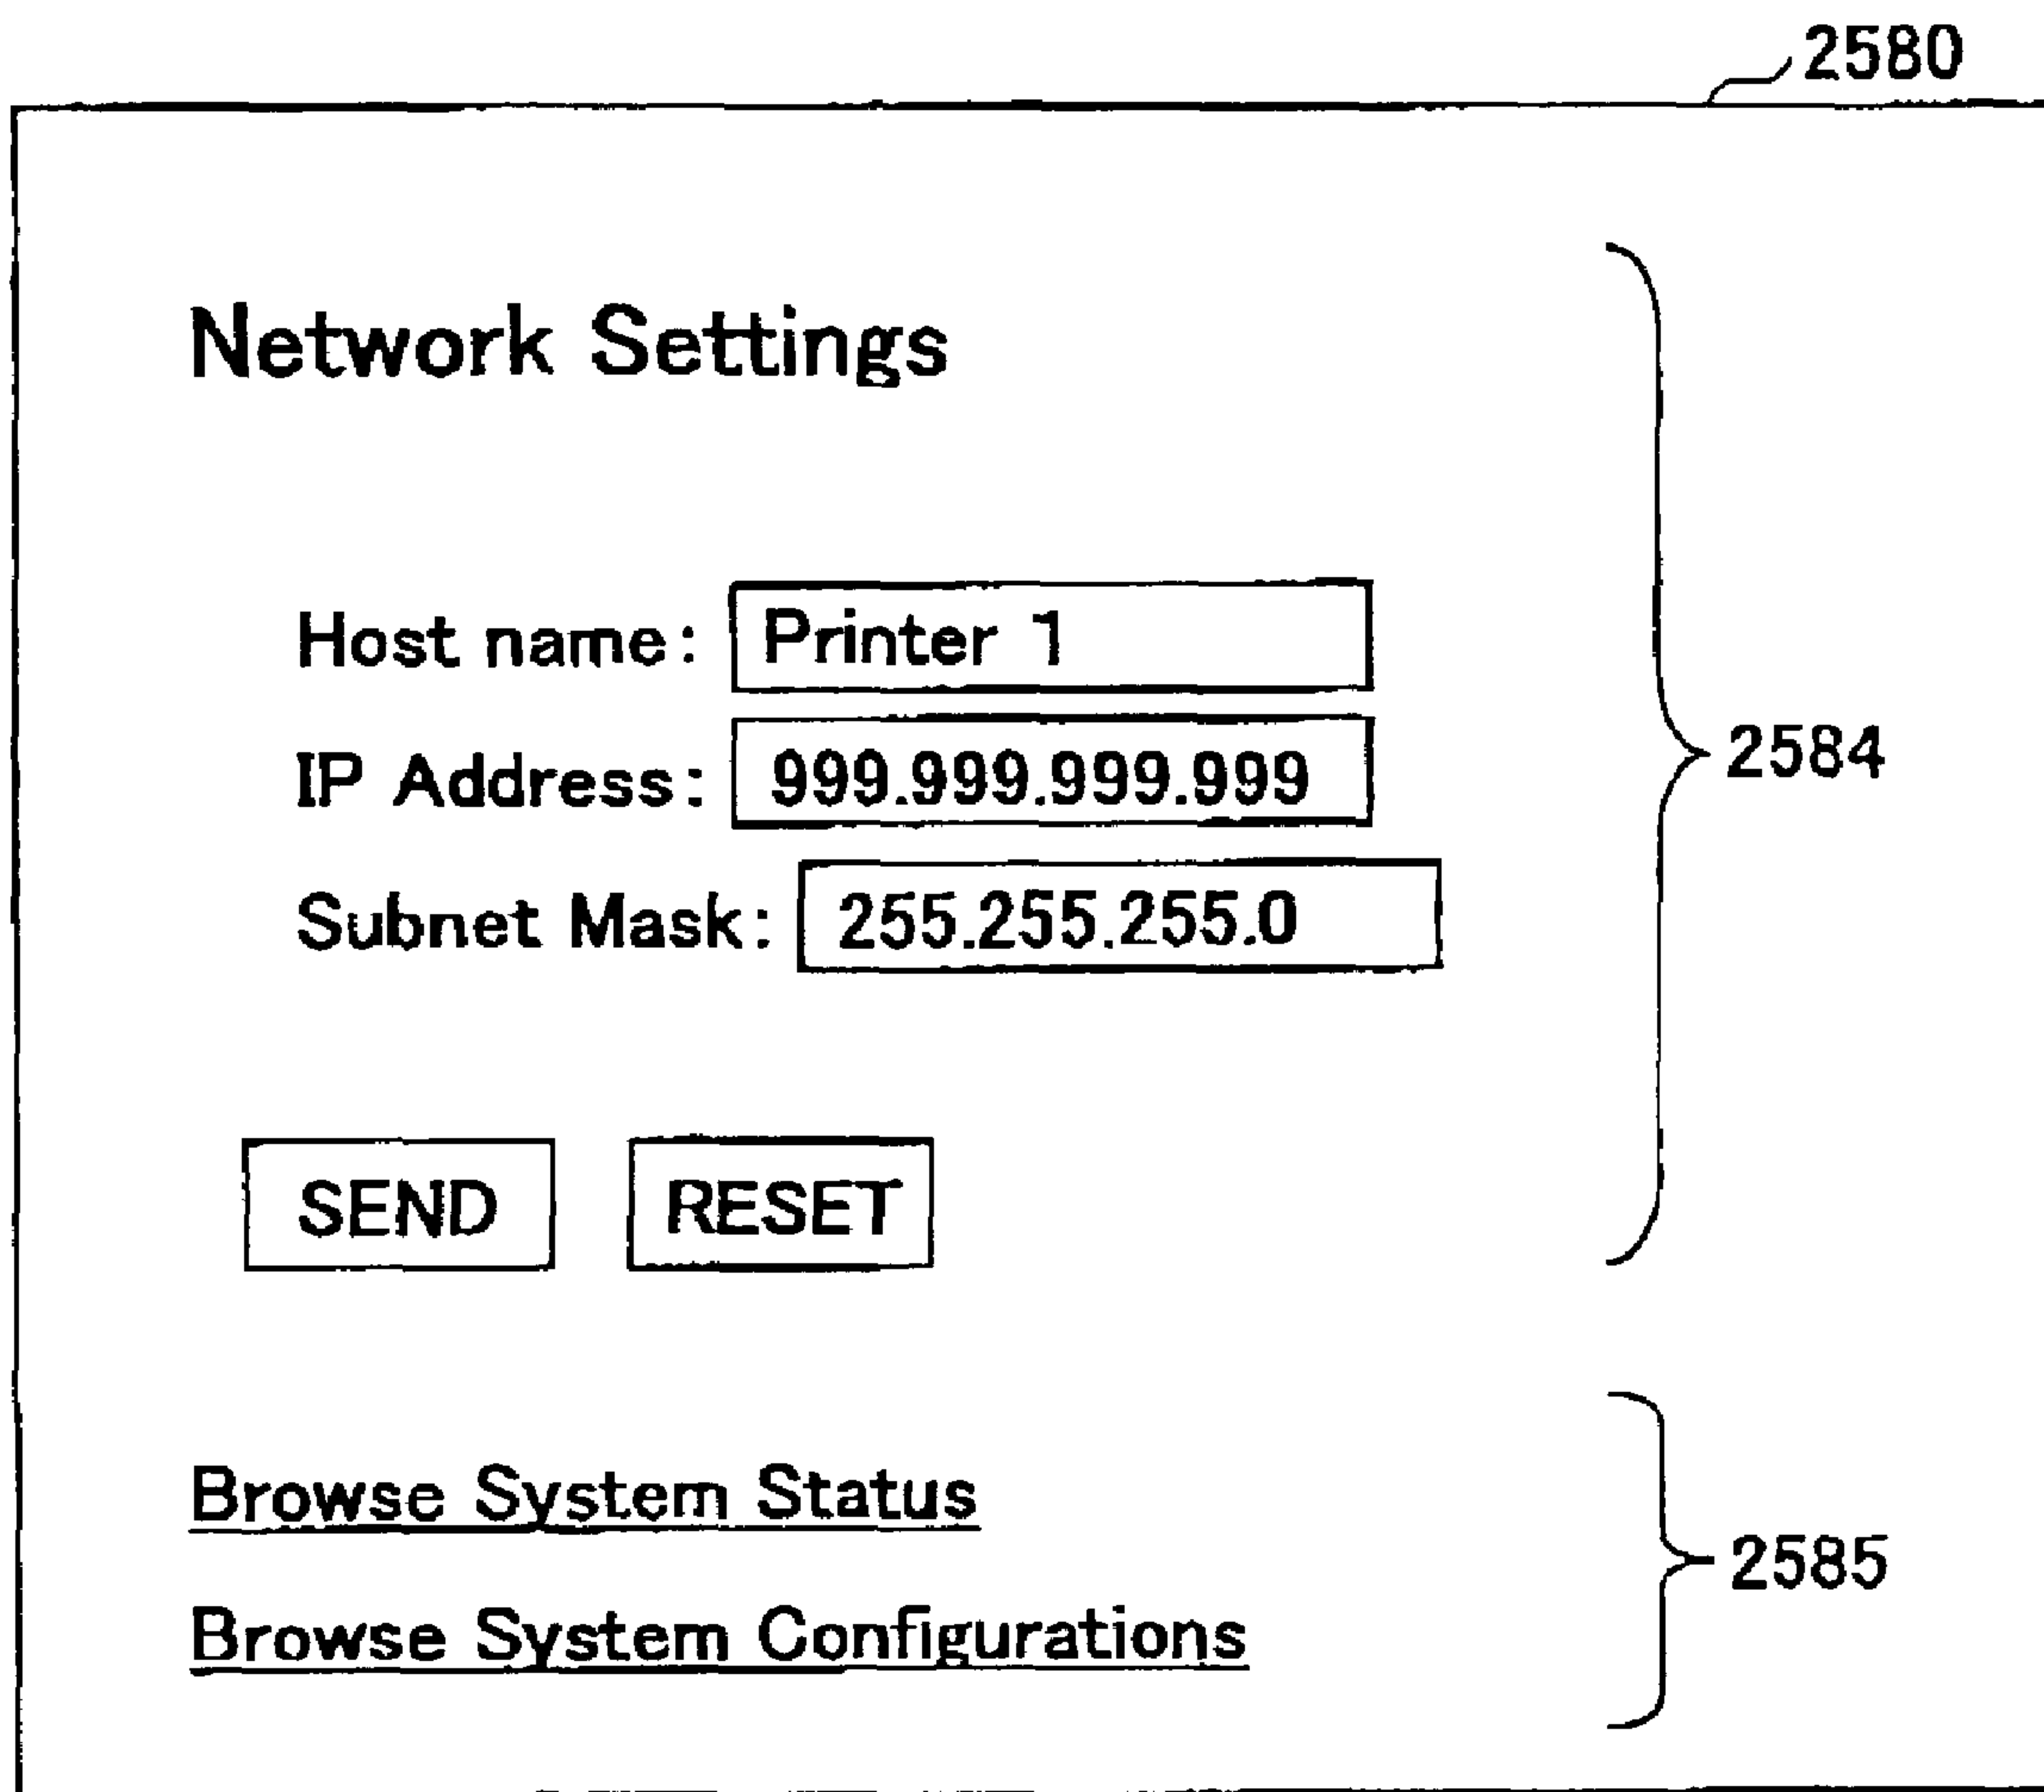 2580
Network Settings
Host name: Printer 1
IP Address: 999.999.999.999
2584
Subnet Mask: 255.255.255.0
SEND RESET
Browse System Status
2585
Browse System Configurations